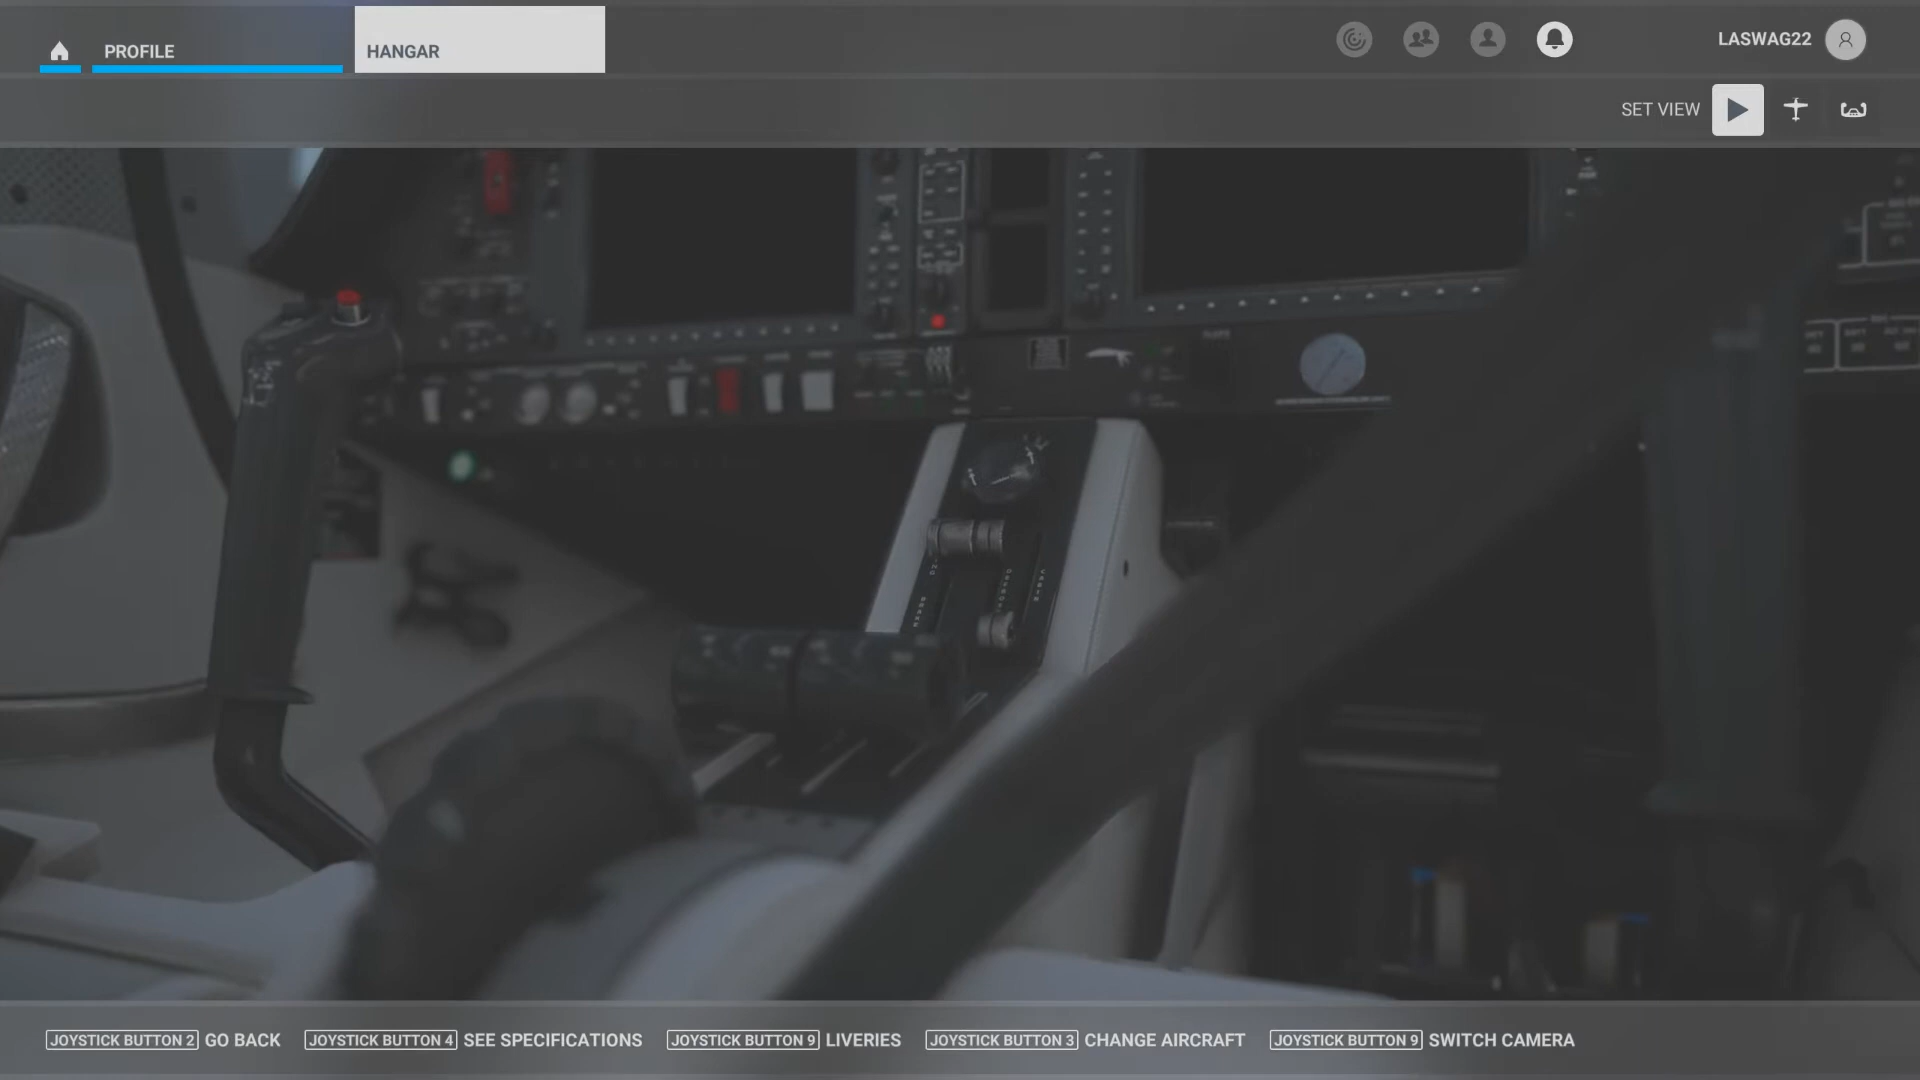 PROFILE
HANGAR
LASWAG22
SET VIEW
JOYSTICK BUTTON 2 GO BACK
JOYSTICK BUTTON 4 SEE SPECIFICATIONS
JOYSTICK BUTTON 9 LIVERIES
JOYSTICK BUTTON 3 CHANGE AIRCRAFT
JOYSTICK BUTTON 9 SWITCH CAMERA